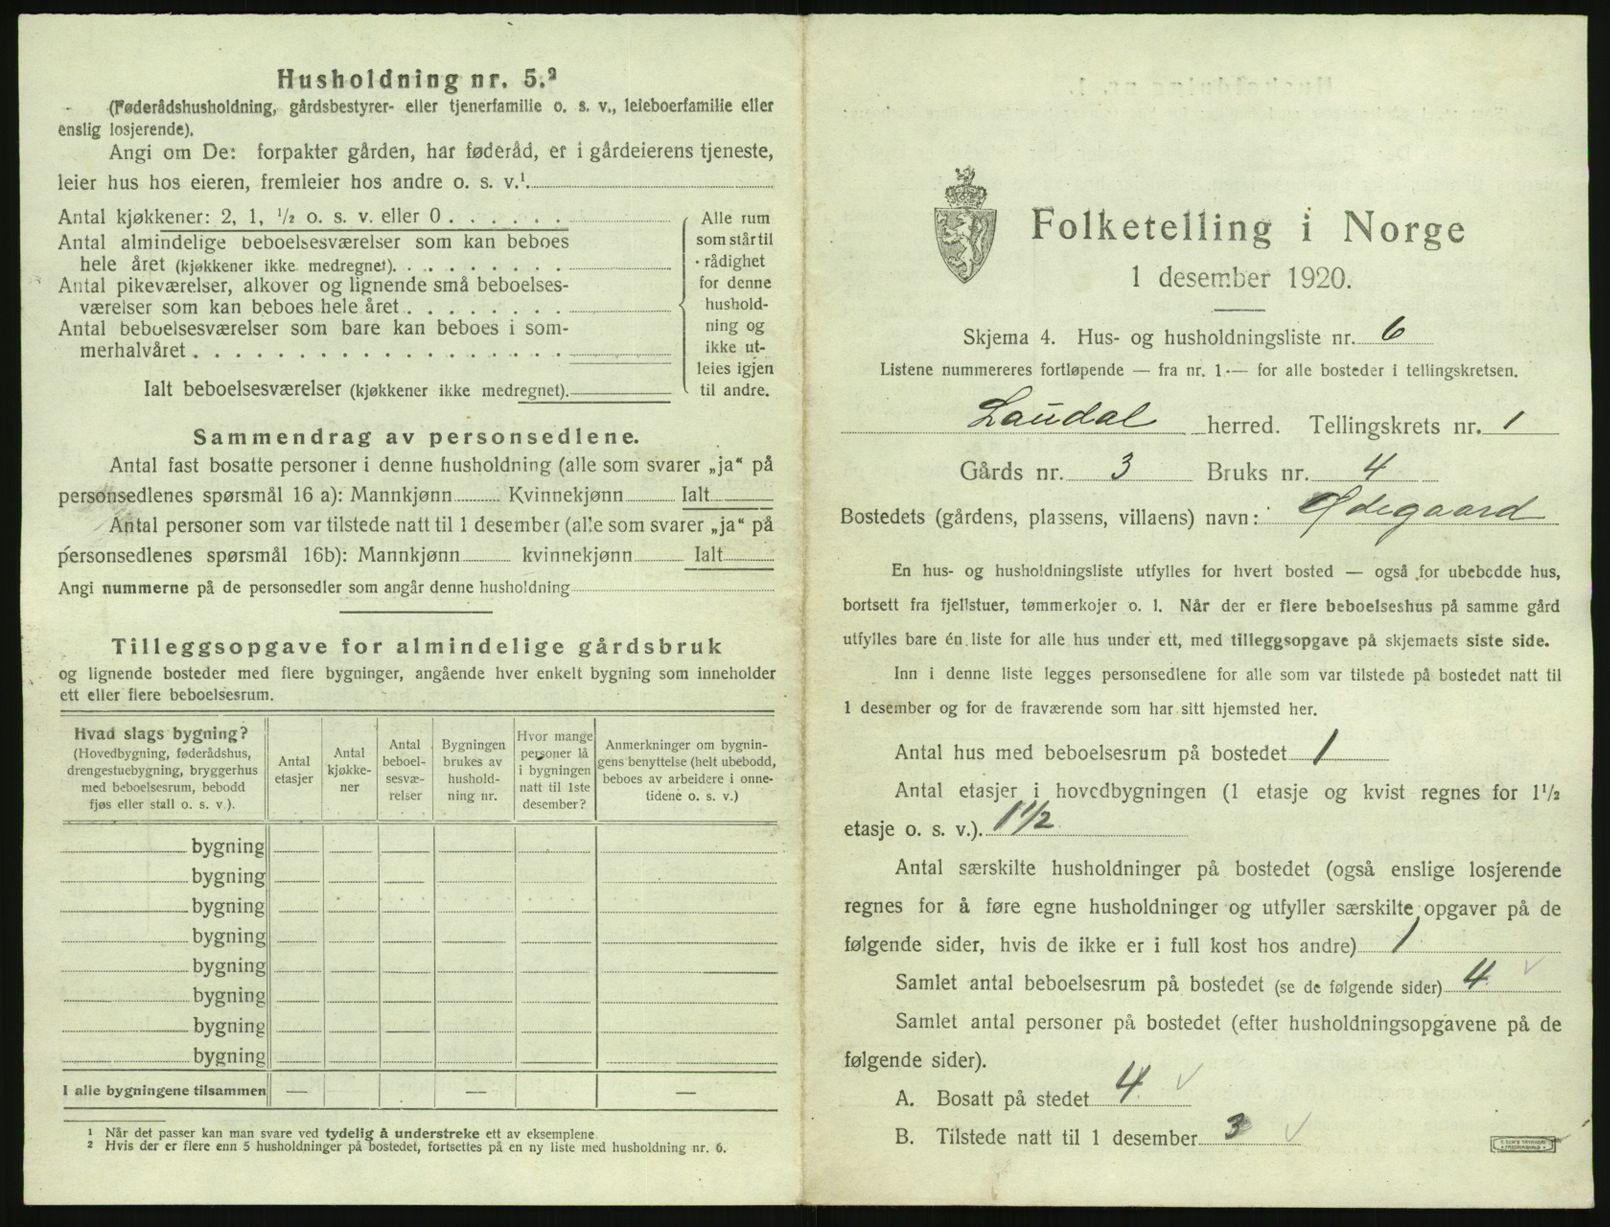 Husholdning nr. 5.²
(Føderådshusholdning, gårdsbestyrer- eller tjenerfamilie o. s. v., leieboerfamilie eller
enslig losjerende).
Angi om De: forpakter gården, har føderåd, er i gårdeierens tjeneste,
leier hus hos eieren, fremleier hos andre o. s. v.¹
Antal kjøkkener: 2, 1, ½ o. s. v. eller 0 . . . . . .
Antal almindelige beboelsesværelser som kan beboes
hele året (kjøkkener ikke medregnet). . . . . . . . .
Antal pikeværelser, alkover og lignende små beboelses-
værelser som kan beboes hele året . . . . . . . .
Antal beboelsesværelser som bare kan beboes i som-
merhalvåret . . . . . . . . . . . . . . . . . .
Ialt beboelsesværelser (kjøkkener ikke medregnet).
Alle rum
som står til
rådighet
for denne
hushold-
ning og
ikke ut-
leies igjen
til andre.
Sammendrag av personsedlene.
Antal fast bosatte personer i denne husholdning (alle som svarer „ja“ på
personsedlenes spørsmål 16 a): Mannkjønn Kvinnekjønn Ialt
Antal personer som var tilstede natt til 1 desember (alle som svarer „ja“ på
personsedlenes spørsmål 16b): Mannkjønn kvinnekjønn Ialt
Angi nummerne på de personsedler som angår denne husholdning
Tilleggsopgave for almindelige gårdsbruk
og lignende bosteder med flere bygninger, angående hver enkelt bygning som inneholder
ett eller flere beboelsesrum.
Hvad slags bygning?
(Hovedbygning, føderådshus,
drengestuebygning, bryggerhus
med beboelsesrum, bebodd
fjøs eller stall o. s. v.).
Antal
etasjer
Antal
kjøkke-
ner
Antal
beboel-
sesvæ-
relser
Bygningen
brukes av
hushold-
ning nr.
Hvor mange
personer lå
i bygningen
natt til 1ste
desember?
Anmerkninger om bygnin-
gens benyttelse (helt ubebodd,
beboes av arbeidere i onne-
tidene o. s. v.)
bygning
bygning
bygning
bygning
bygning
bygning
bygning
bygning
I alle bygningene tilsammen — — —
¹ Når det passer kan man svare ved tydelig å understreke ett av eksemplene
² Hvis der er flere enn 5 husholdninger på bostedet, fortsettes på en ny liste med husholdning nr. 6.
Folketelling i Norge
1 desember 1920.
Skjema 4. Hus- og husholdningsliste nr. 6
Listene nummereres fortløpende — fra nr. 1 — for alle bosteder i tellingskretsen.
Laudal herred. Tellingskrets nr. 1
Gårds nr. 3 Bruks nr. 4
Bostedets (gårdens, plassens, villaens) navn: Ødegaard
En hus- og husholdningsliste utfylles for hvert bosted — også for ubebodde hus,
bortsett fra fjellstuer, tømmerkojer o. l. Når der er flere beboelseshus på samme gård
utfylles bare én liste for alle hus under ett, med tilleggsopgave på skjemaets siste side.
Inn i denne liste legges personsedlene for alle som var tilstede på bostedet natt til
1 desember og for de fraværende som har sitt hjemsted her.
Antal hus med beboelsesrum på bostedet 1
Antal etasjer i hovedbygningen (1 etasje og kvist regnes for 1½
etasje o. s. v.). 1½
Antal særskilte husholdninger på bostedet (også enslige losjerende
regnes for å føre egne husholdninger og utfyller særskilte opgaver på de
følgende sider, hvis de ikke er i full kost hos andre) 1
Samlet antal beboelsesrum på bostedet (se de følgende sider) 4 ✓
Samlet antal personer på bostedet (efter husholdningsopgavene på de
følgende sider).
A. Bosatt på stedet 4 ✓
B. Tilstede natt til 1 desember 3 ✓